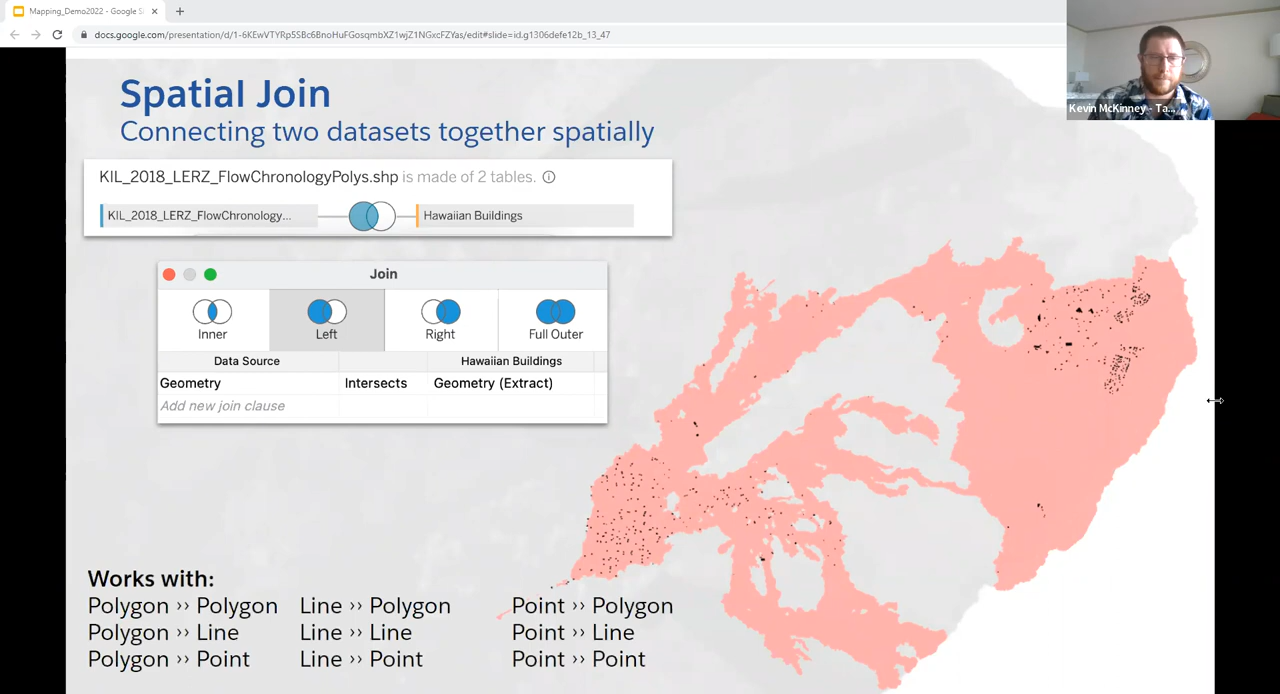 Mapping_Demo2022 - Google Sl
docs.google.com/presentation/d/1-6KEwVTYRpSSBc6BnoHuFGosqmbXZ1wjZ1NGxcFZYas/edit#slide=id.g1306defe12b_13_47
Kevin McKinney - Ta...
Spatial Join
Connecting two datasets together spatially
KIL_2018_LERZ_FlowChronologyPolys.shp is made of 2 tables.
KIL_2018_LERZ_FlowChronology...
Hawaiian Buildings
Join
Inner
Left
Right
Full Outer
Data Source
Hawaiian Buildings
Geometry
Intersects
Geometry (Extract)
Add new join clause
Works with:
Polygon ›› Polygon
Line ›› Polygon
Point ›› Polygon
Polygon ›› Line
Line ›› Line
Point ›› Line
Polygon ›› Point
Line ›› Point
Point ›› Point